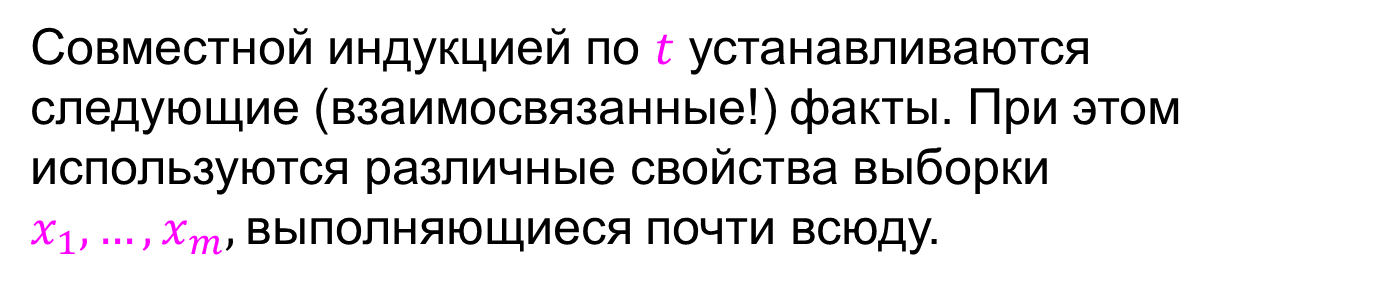 Совместной индукцией по t устанавливаются
следующие (взаимосвязанные!) факты. При этом
используются различные свойства выборки
x₁, … , xₘ, выполняющиеся почти всюду.